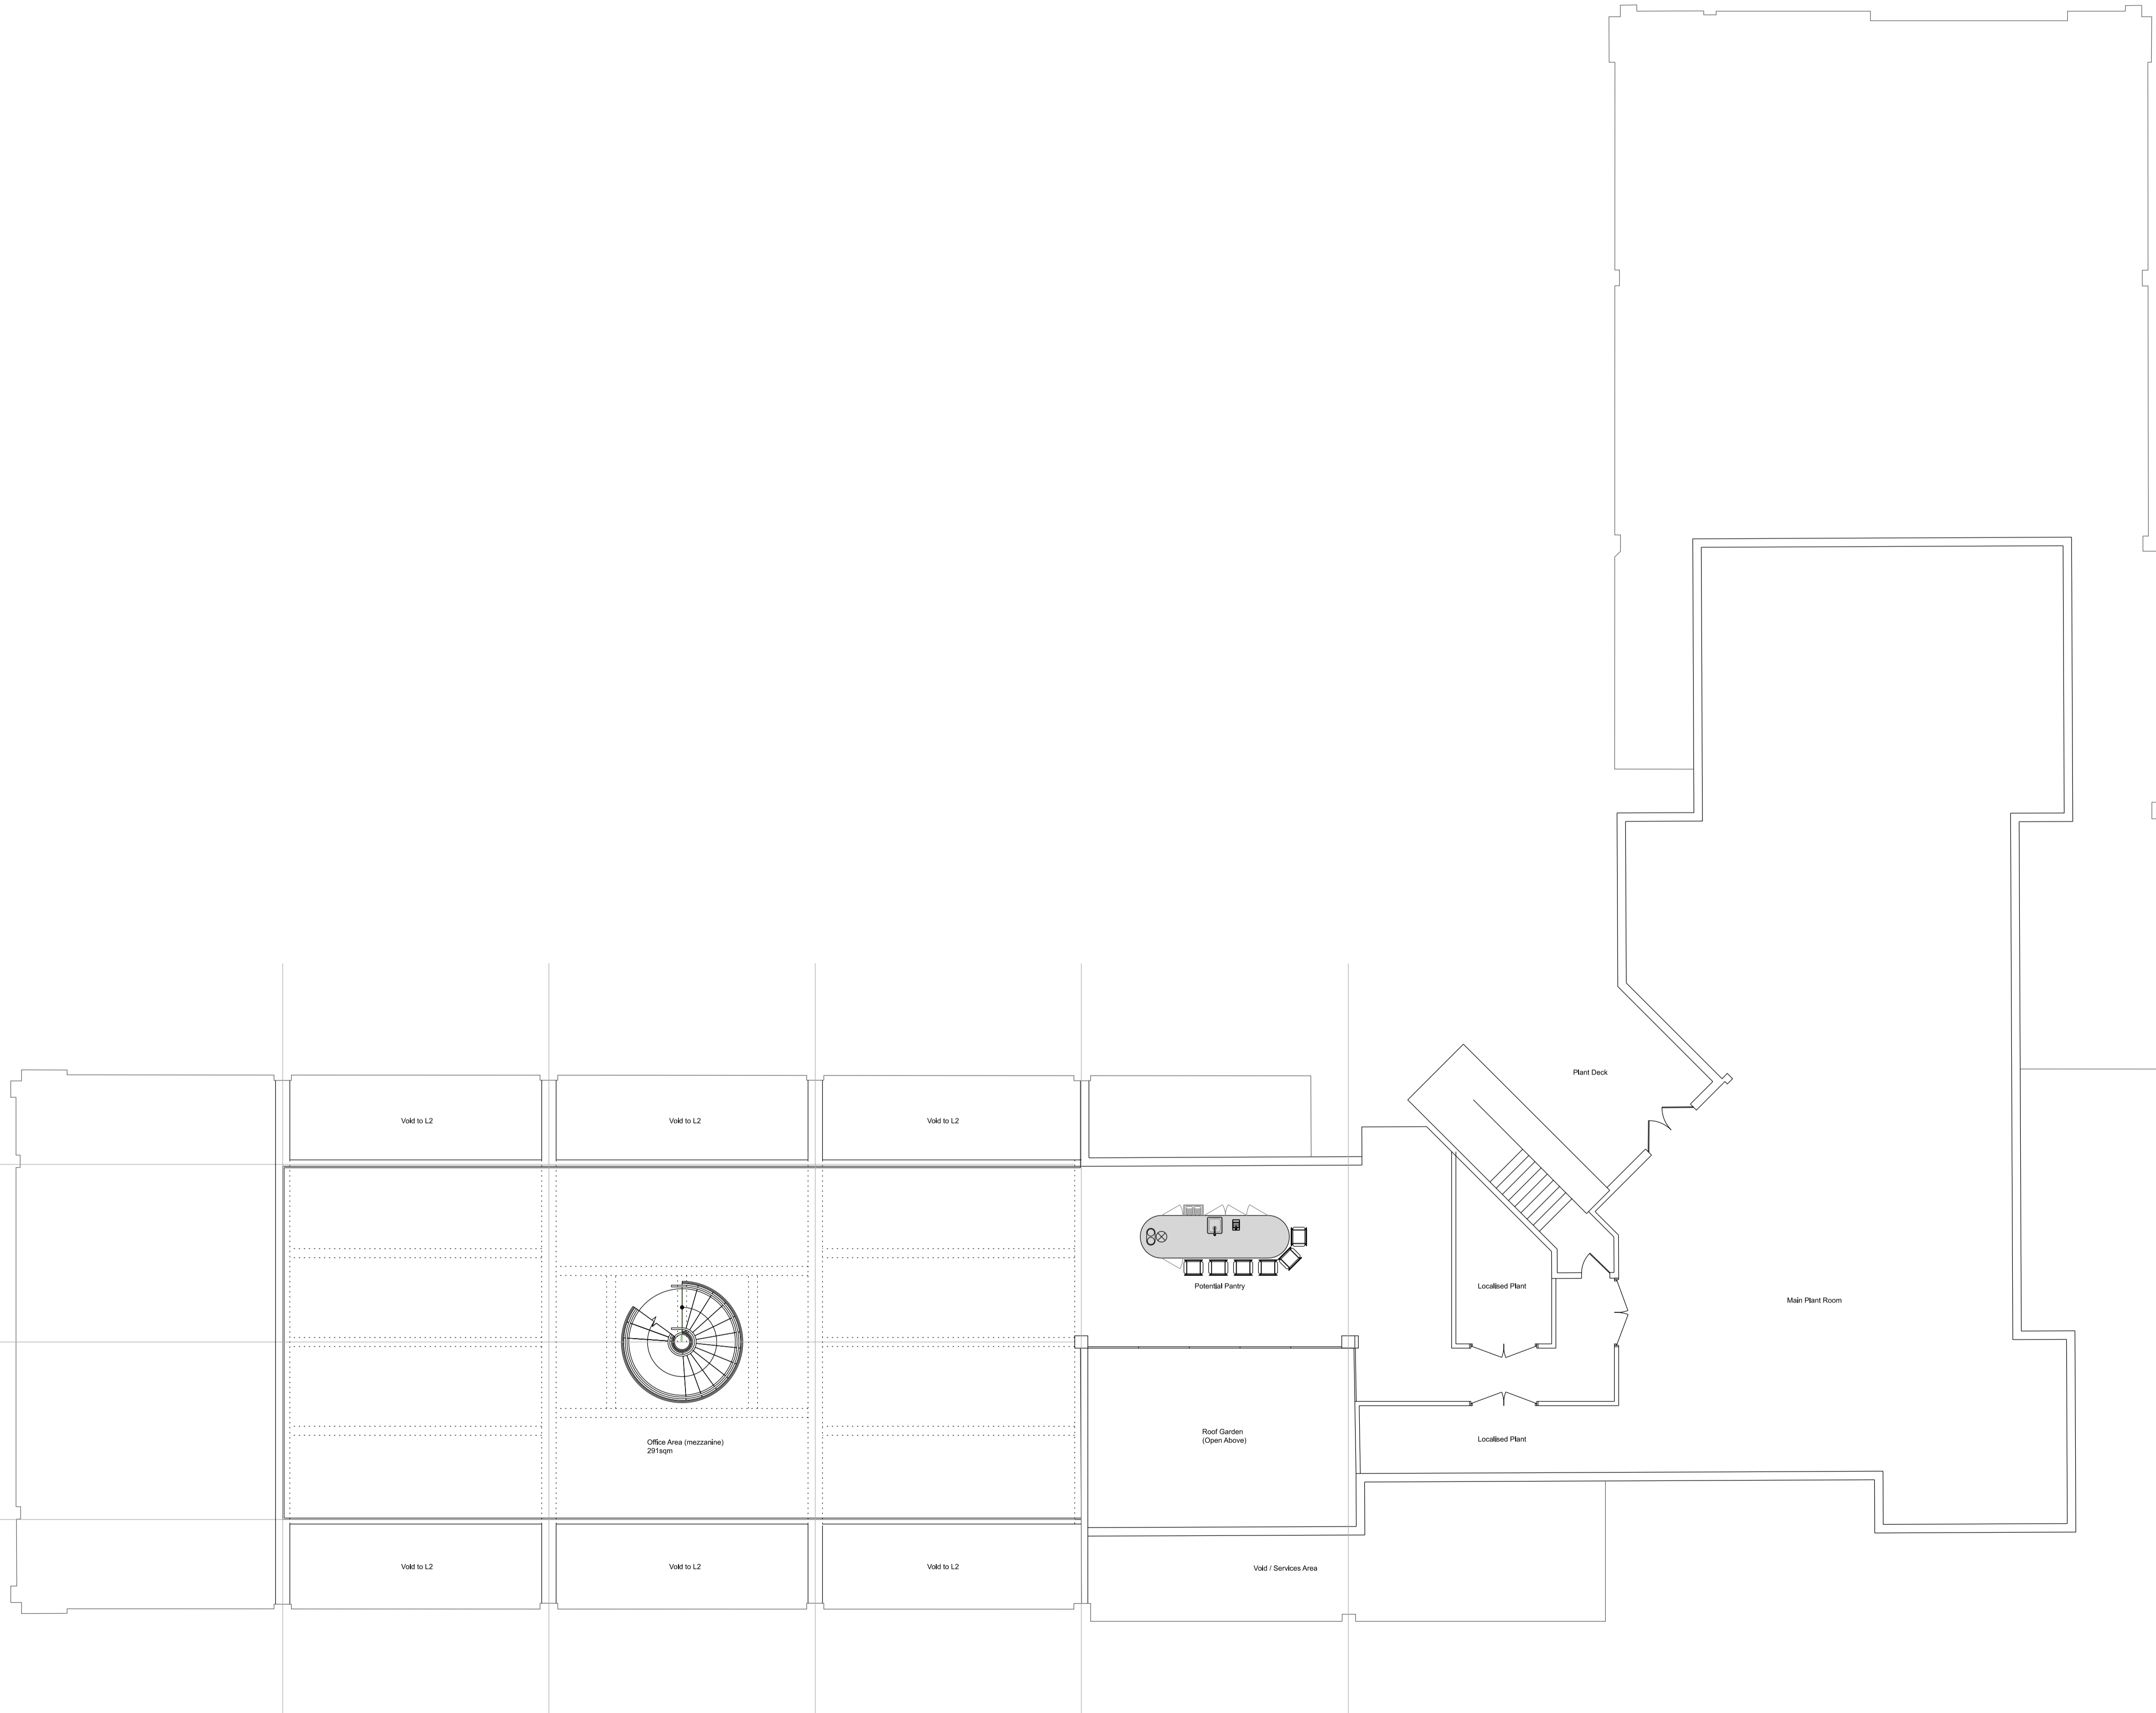 Plant Deck
Void to L2
Void to L2
Void to L2
Potential Pantry
Localised Plant
Main Plant Room
Office Area (mezzanine)
291sqm
Roof Garden
(Open Above)
Localised Plant
Void to L2
Void to L2
Void to L2
Void / Services Area